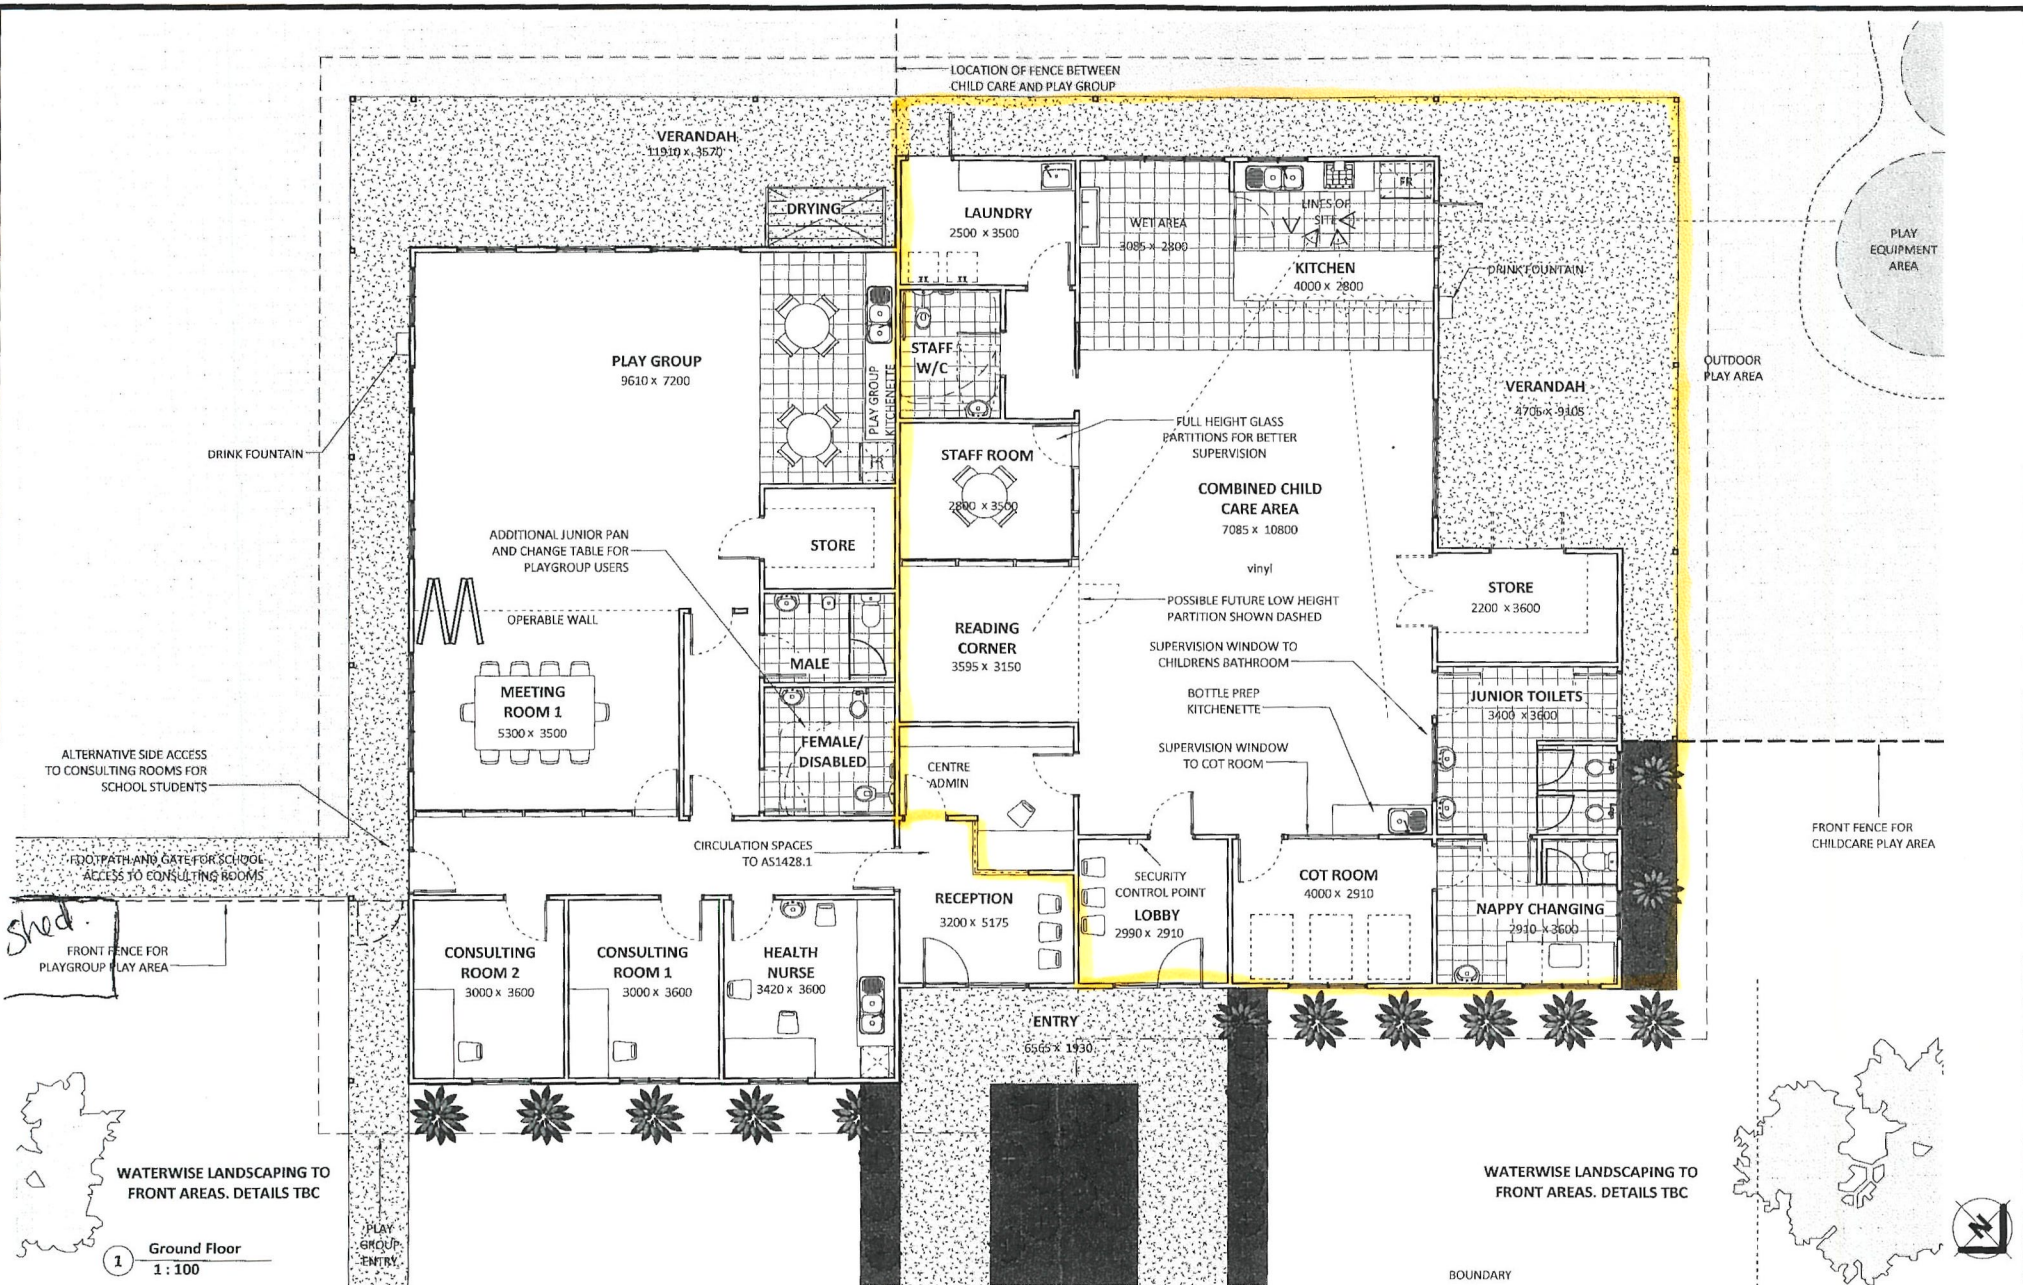 LOCATION OF FENCE BETWEEN
CHILD CARE AND PLAY GROUP
VERANDAH
11910 x 3570
DRYING
LAUNDRY
2500 x 3500
WET AREA
3085 x 2800
LINES OF
SITE
FR
KITCHEN
4000 x 2800
DRINK FOUNTAIN
PLAY
EQUIPMENT
AREA
PLAY GROUP
9610 x 7200
PLAY GROUP
KITCHENETTE
STAFF
W/C
OUTDOOR
PLAY AREA
VERANDAH
4705 x 9105
DRINK FOUNTAIN
STAFF ROOM
2800 x 3500
FULL HEIGHT GLASS
PARTITIONS FOR BETTER
SUPERVISION
COMBINED CHILD
CARE AREA
7085 x 10800
vinyl
ADDITIONAL JUNIOR PAN
AND CHANGE TABLE FOR
PLAYGROUP USERS
STORE
STORE
2200 x 3600
OPERABLE WALL
POSSIBLE FUTURE LOW HEIGHT
PARTITION SHOWN DASHED
READING
CORNER
3595 x 3150
MALE
SUPERVISION WINDOW TO
CHILDRENS BATHROOM
MEETING
ROOM 1
5300 x 3500
BOTTLE PREP
KITCHENETTE
JUNIOR TOILETS
3400 x 3600
FEMALE/
DISABLED
SUPERVISION WINDOW
TO COT ROOM
CENTRE
ADMIN
ALTERNATIVE SIDE ACCESS
TO CONSULTING ROOMS FOR
SCHOOL STUDENTS
FRONT FENCE FOR
CHILDCARE PLAY AREA
CIRCULATION SPACES
TO AS1428.1
FOOTPATH AND GATE FOR SCHOOL
ACCESS TO CONSULTING ROOMS
SECURITY
CONTROL POINT
LOBBY
2990 x 2910
COT ROOM
4000 x 2910
RECEPTION
3200 x 5175
NAPPY CHANGING
2910 x 3600
shed.
FRONT FENCE FOR
PLAYGROUP PLAY AREA
CONSULTING
ROOM 2
3000 x 3600
CONSULTING
ROOM 1
3000 x 3600
HEALTH
NURSE
3420 x 3600
ENTRY
6565 x 1930
WATERWISE LANDSCAPING TO
FRONT AREAS. DETAILS TBC
WATERWISE LANDSCAPING TO
FRONT AREAS. DETAILS TBC
PLAY
GROUP
ENTRY
1
Ground Floor
1 : 100
BOUNDARY
N